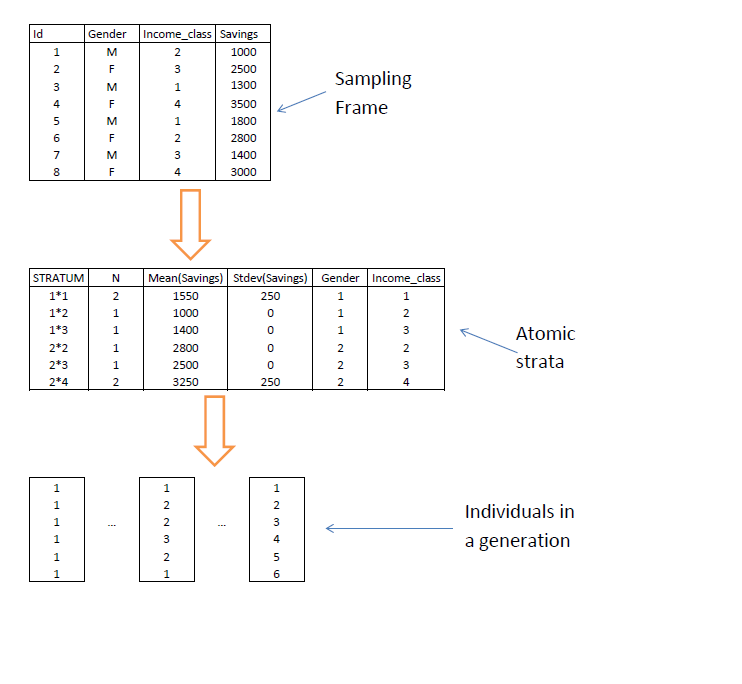 Id Gender Income_class Savings
1 M 2 1000
2 F 3 2500
3 M 1 1300
4 F 4 3500
5 M 1 1800
6 F 2 2800
7 M 3 1400
8 F 4 3000
Sampling
Frame
STRATUM N Mean(Savings) Stdev(Savings) Gender Income_class
1*1 2 1550 250 1 1
1*2 1 1000 0 1 2
1*3 1 1400 0 1 3
2*2 1 2800 0 2 2
2*3 1 2500 0 2 3
2*4 2 3250 250 2 4
Atomic
strata
1 1 1
1 2 2
1 ... 2 ... 3
1 3 4
1 2 5
1 1 6
Individuals in
a generation